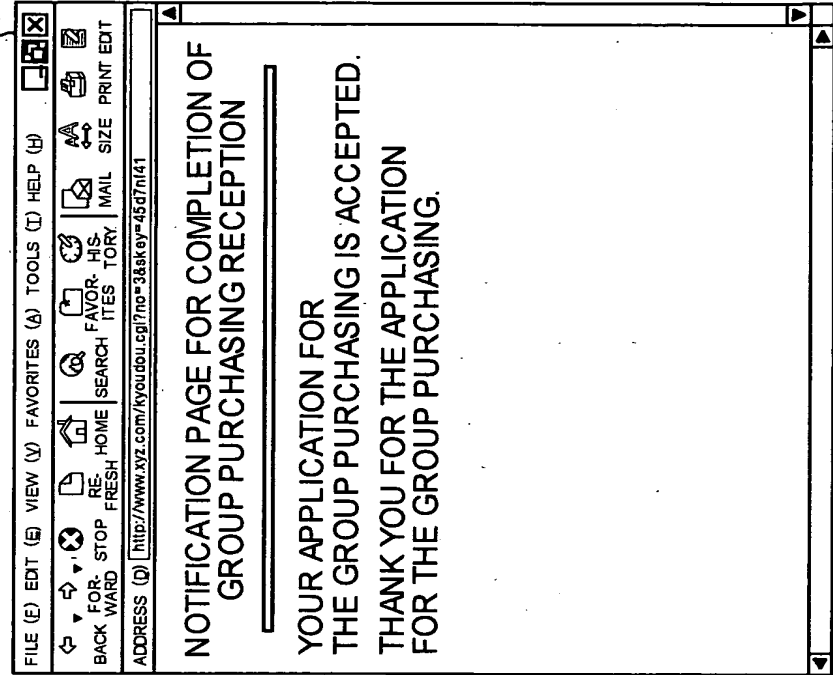 FILE (F) EDIT (E) VIEW (V) FAVORITES (A) TOOLS (T) HELP (H)
BACK FOR-WARD STOP RE-FRESH HOME SEARCH FAVOR-ITES HIS-TORY MAIL SIZE PRINT EDIT
ADDRESS (D) http://www.xyz.com/kyoudou.cgi?no=3&skey=45d7nf41
NOTIFICATION PAGE FOR COMPLETION OF
GROUP PURCHASING RECEPTION
YOUR APPLICATION FOR
THE GROUP PURCHASING IS ACCEPTED.
THANK YOU FOR THE APPLICATION
FOR THE GROUP PURCHASING.